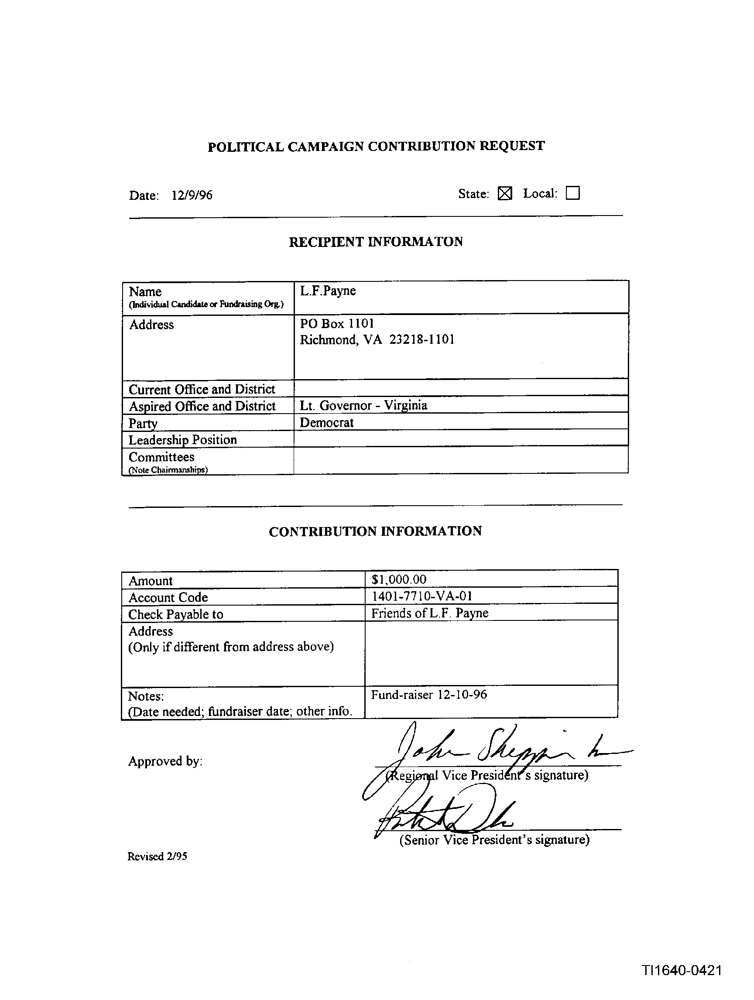 POLITICAL CAMPAIGN CONTRIBUTION REQUEST
Date: 12/9/96 State: ☒ Local: ☐
RECIPIENT INFORMATON
Name L.F.Payne
(Individual Candidate or Fundraising Org.)
Address PO Box 1101
Richmond, VA 23218-1101
Current Office and District
Aspired Office and District Lt. Governor - Virginia
Party Democrat
Leadership Position
Committees
(Note Chairmanships)
CONTRIBUTION INFORMATION
Amount $1,000.00
Account Code 1401-7710-VA-01
Check Payable to Friends of L.F. Payne
Address
(Only if different from address above)
Notes: Fund-raiser 12-10-96
(Date needed; fundraiser date; other info.
John
Approved by:
(Regional Vice President's signature)
(Senior Vice President's signature)
Revised 2/95
TI1640-0421